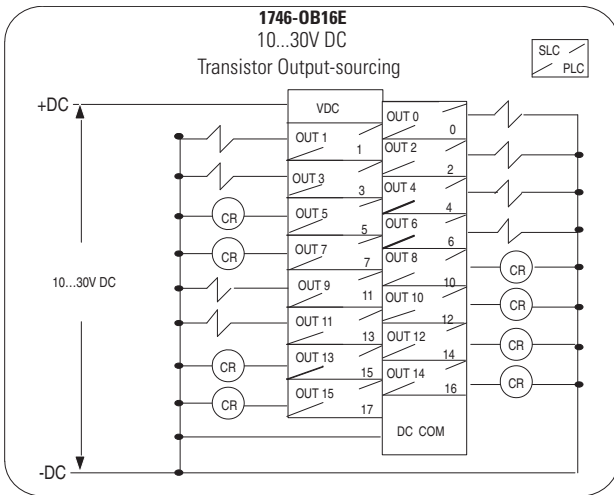 1746-OB16E
10...30V DC
Transistor Output-sourcing
SLC
PLC
+DC
VDC
OUT 0
0
OUT 1
1
OUT 2
2
OUT 3
3
OUT 4
4
OUT 5
5
OUT 6
6
OUT 7
7
OUT 8
10
OUT 9
11
OUT 10
12
OUT 11
13
OUT 12
14
OUT 13
15
OUT 14
16
OUT 15
17
CR
CR
CR
CR
CR
CR
CR
CR
10...30V DC
DC COM
-DC